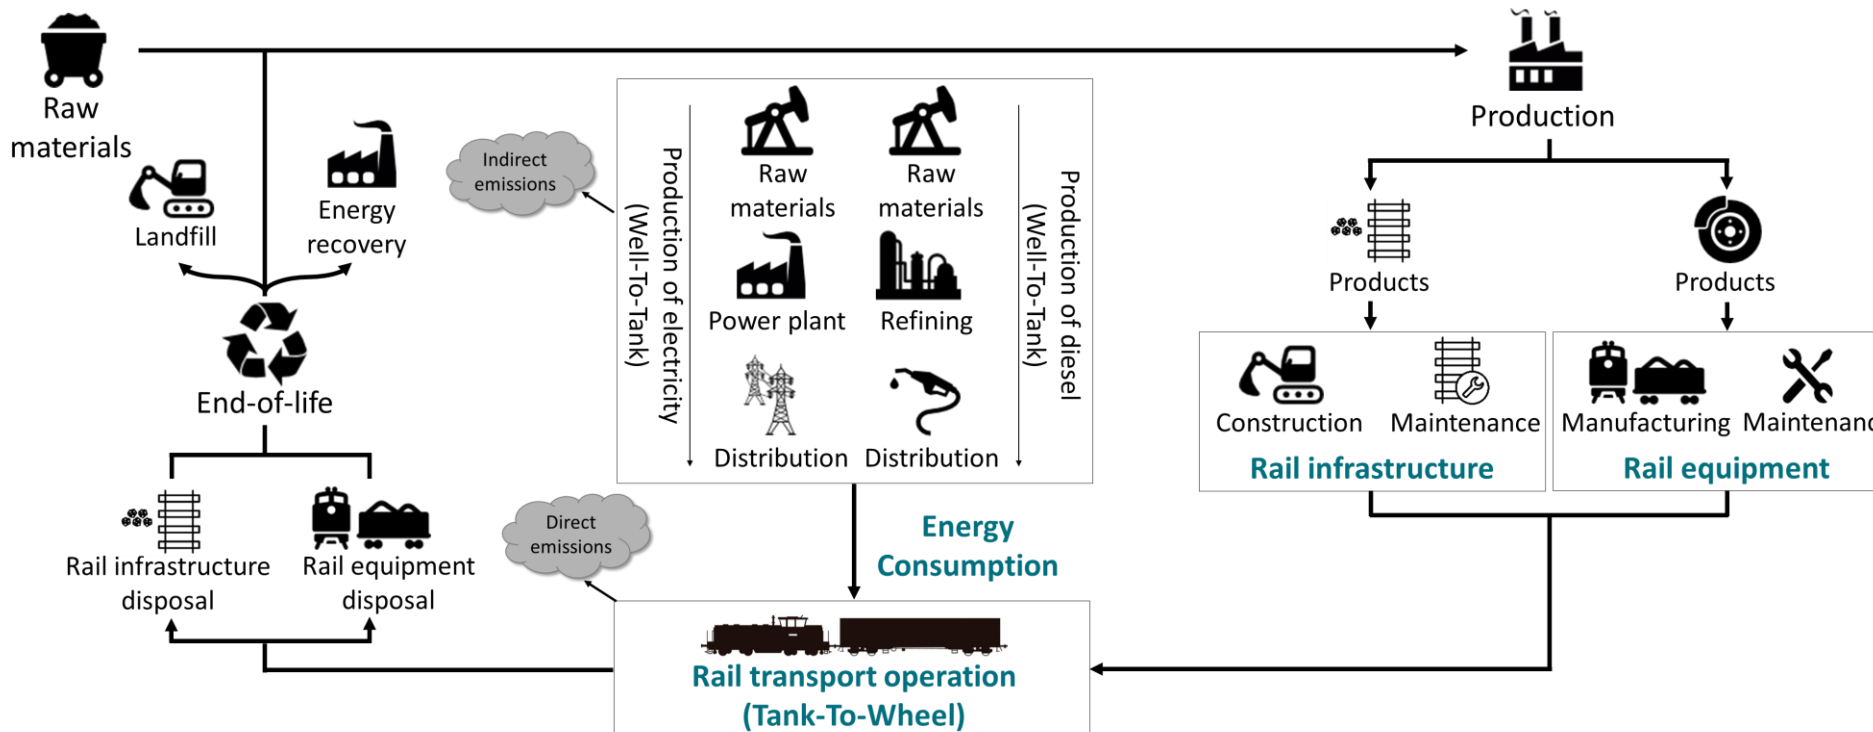 Raw
materials
Landfill
Energy
recovery
End-of-life
Rail infrastructure
disposal
Rail equipment
disposal
Indirect
emissions
Production of electricity
(Well-To-Tank)
Raw
materials
Raw
materials
Power plant
Refining
Distribution
Distribution
Production of diesel
(Well-To-Tank)
Direct
emissions
Energy
Consumption
Rail transport operation
(Tank-To-Wheel)
Production
Products
Products
Construction
Maintenance
Rail infrastructure
Manufacturing
Maintenanc
Rail equipment